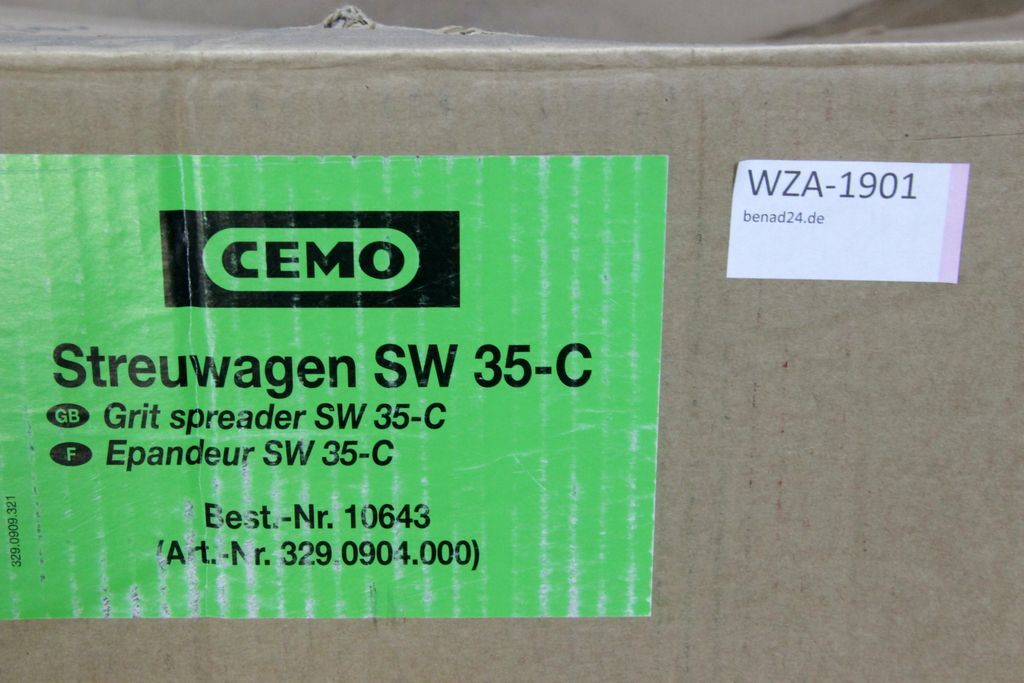 CEMO
Streuwagen SW 35-C
GB Grit spreader SW 35-C
F Epandeur SW 35-C
Best.-Nr. 10643
(Art.-Nr. 329.0904.000)
329.0909.321
WZA-1901
benad24.de